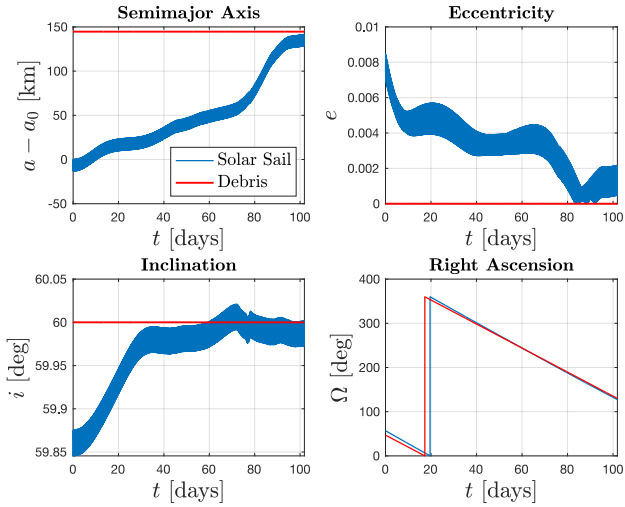 Semimajor Axis
150
100
50
0
-50
a − a₀ [km]
0 20 40 60 80 100
t [days]
Solar Sail
Debris
Eccentricity
0.01
0.008
0.006
0.004
0.002
0
e
0 20 40 60 80 100
t [days]
Inclination
60.05
60
59.95
59.9
59.85
i [deg]
0 20 40 60 80 100
t [days]
Right Ascension
400
300
200
100
0
Ω [deg]
0 20 40 60 80 100
t [days]